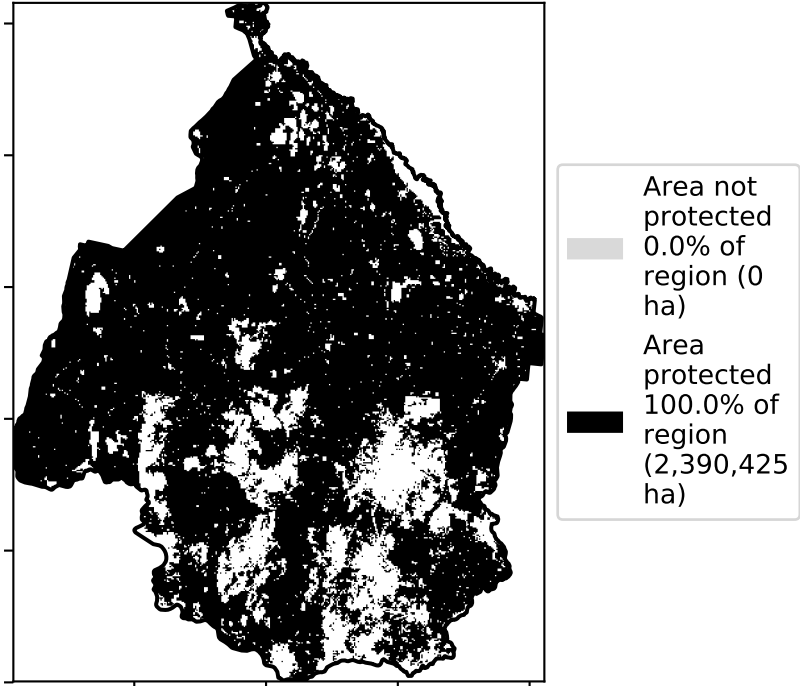 Area not
protected
0.0% of
region (0
ha)
Area
protected
100.0% of
region
(2,390,425
ha)